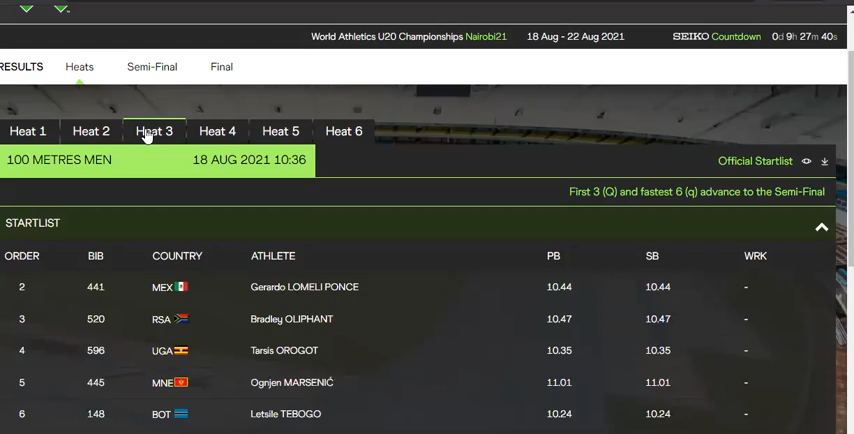 World Athletics U20 Championships Nairobi21 18 Aug - 22 Aug 2021 SEIKO Countdown 0d 9h 27m 40s
RESULTS Heats Semi-Final Final
Heat 1 Heat 2 Heat 3 Heat 4 Heat 5 Heat 6
100 METRES MEN 18 AUG 2021 10:36 Official Startlist
First 3 (Q) and fastest 6 (q) advance to the Semi-Final
STARTLIST
ORDER BIB COUNTRY ATHLETE PB SB WRK
2 441 MEX Gerardo LOMELI PONCE 10.44 10.44 -
3 520 RSA Bradley OLIPHANT 10.47 10.47 -
4 596 UGA Tarsis OROGOT 10.35 10.35 -
5 445 MNE Ognjen MARSENIĆ 11.01 11.01 -
6 148 BOT Letsile TEBOGO 10.24 10.24 -